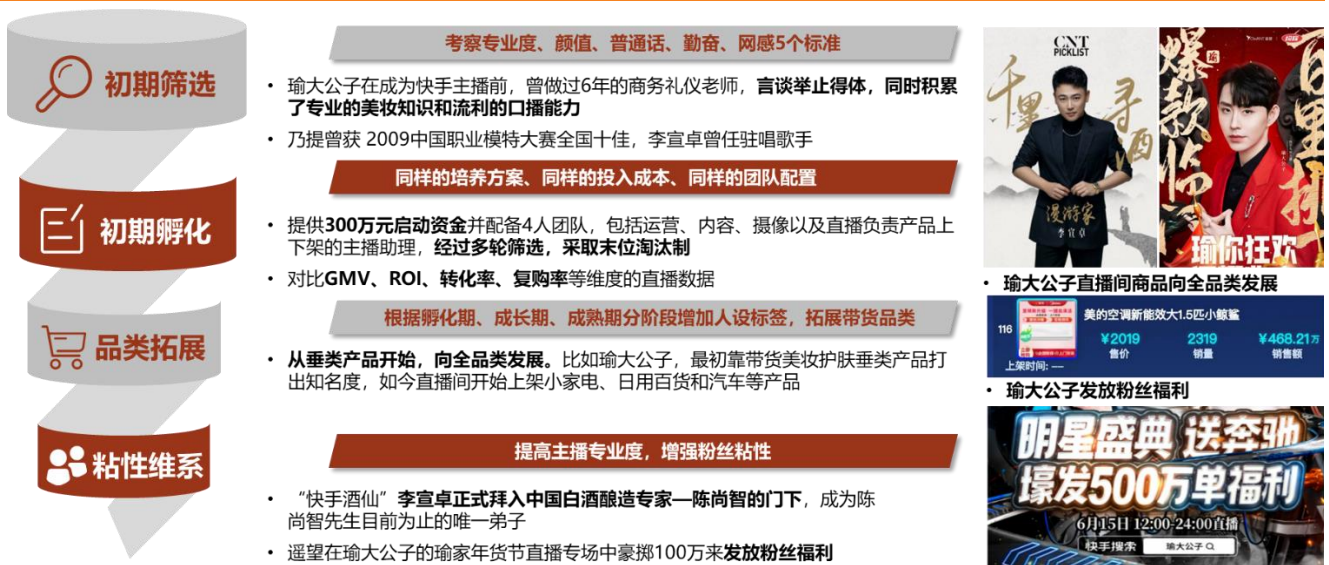 初期筛选
考察专业度、颜值、普通话、勤奋、网感5个标准
• 瑜大公子在成为快手主播前，曾做过6年的商务礼仪老师，言谈举止得体，同时积累
了专业的美妆知识和流利的口播能力
• 乃提曾获 2009中国职业模特大赛全国十佳，李宣卓曾任驻唱歌手
初期孵化
同样的培养方案、同样的投入成本、同样的团队配置
• 提供300万元启动资金并配备4人团队，包括运营、内容、摄像以及直播负责产品上
下架的主播助理，经过多轮筛选，采取末位淘汰制
• 对比GMV、ROI、转化率、复购率等维度的直播数据
品类拓展
根据孵化期、成长期、成熟期分阶段增加人设标签，拓展带货品类
• 从垂类产品开始，向全品类发展。比如瑜大公子，最初靠带货美妆护肤垂类产品打
出知名度，如今直播间开始上架小家电、日用百货和汽车等产品
粘性维系
提高主播专业度，增强粉丝粘性
• “快手酒仙”李宣卓正式拜入中国白酒酿造专家—陈尚智的门下，成为陈
尚智先生目前为止的唯一弟子
• 遥望在瑜大公子的瑜家年货节直播专场中豪掷100万来发放粉丝福利
CNT
PICKLIST
千里
寻酒
漫游家
李宣卓
瑜
爆款临
百里挑
瑜你狂欢
• 瑜大公子直播间商品向全品类发展
116
美的空调新能效大1.5匹小鲸鲨
¥2019
2319
¥468.21万
售价
销量
销售额
上架时间: --
• 瑜大公子发放粉丝福利
明星盛典 送奔驰
壕发500万单福利
6月15日 12:00-24:00直播
快手搜索
瑜大公子